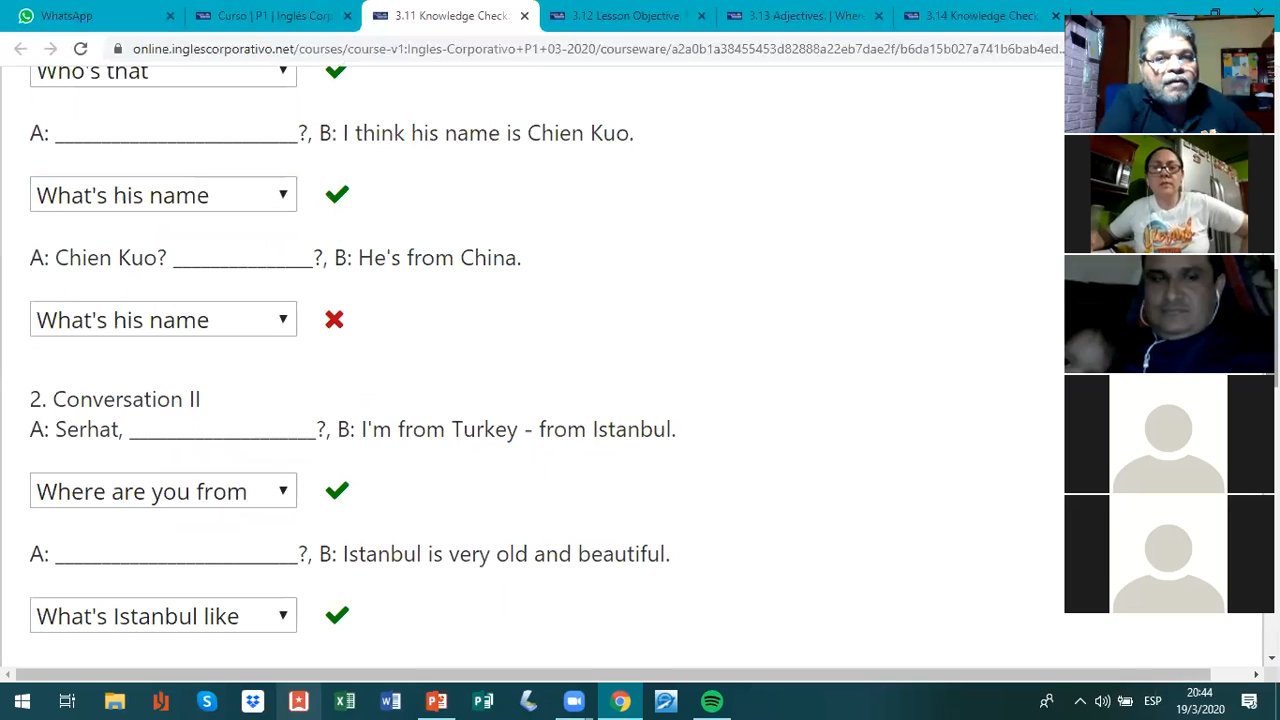 WhatsApp
Curso | P1 | Inglés Corp
3.11 Knowledge Check
3.12 Lesson Objective
3.13 Adjectives. | Wher
3.14 Knowledge Check
online.inglescorporativo.net/courses/course-v1:Ingles-Corporativo+P1+03-2020/courseware/a2a0b1a38455453d82888a22eb7dae2f/b6da15b027a741b6bab4ed...
Who's that
A: __________________________?, B: I think his name is Chien Kuo.
What's his name
A: Chien Kuo? _______________?, B: He's from China.
What's his name
2. Conversation II
A: Serhat, ____________________?, B: I'm from Turkey - from Istanbul.
Where are you from
A: __________________________?, B: Istanbul is very old and beautiful.
What's Istanbul like
ESP
20:44
19/3/2020